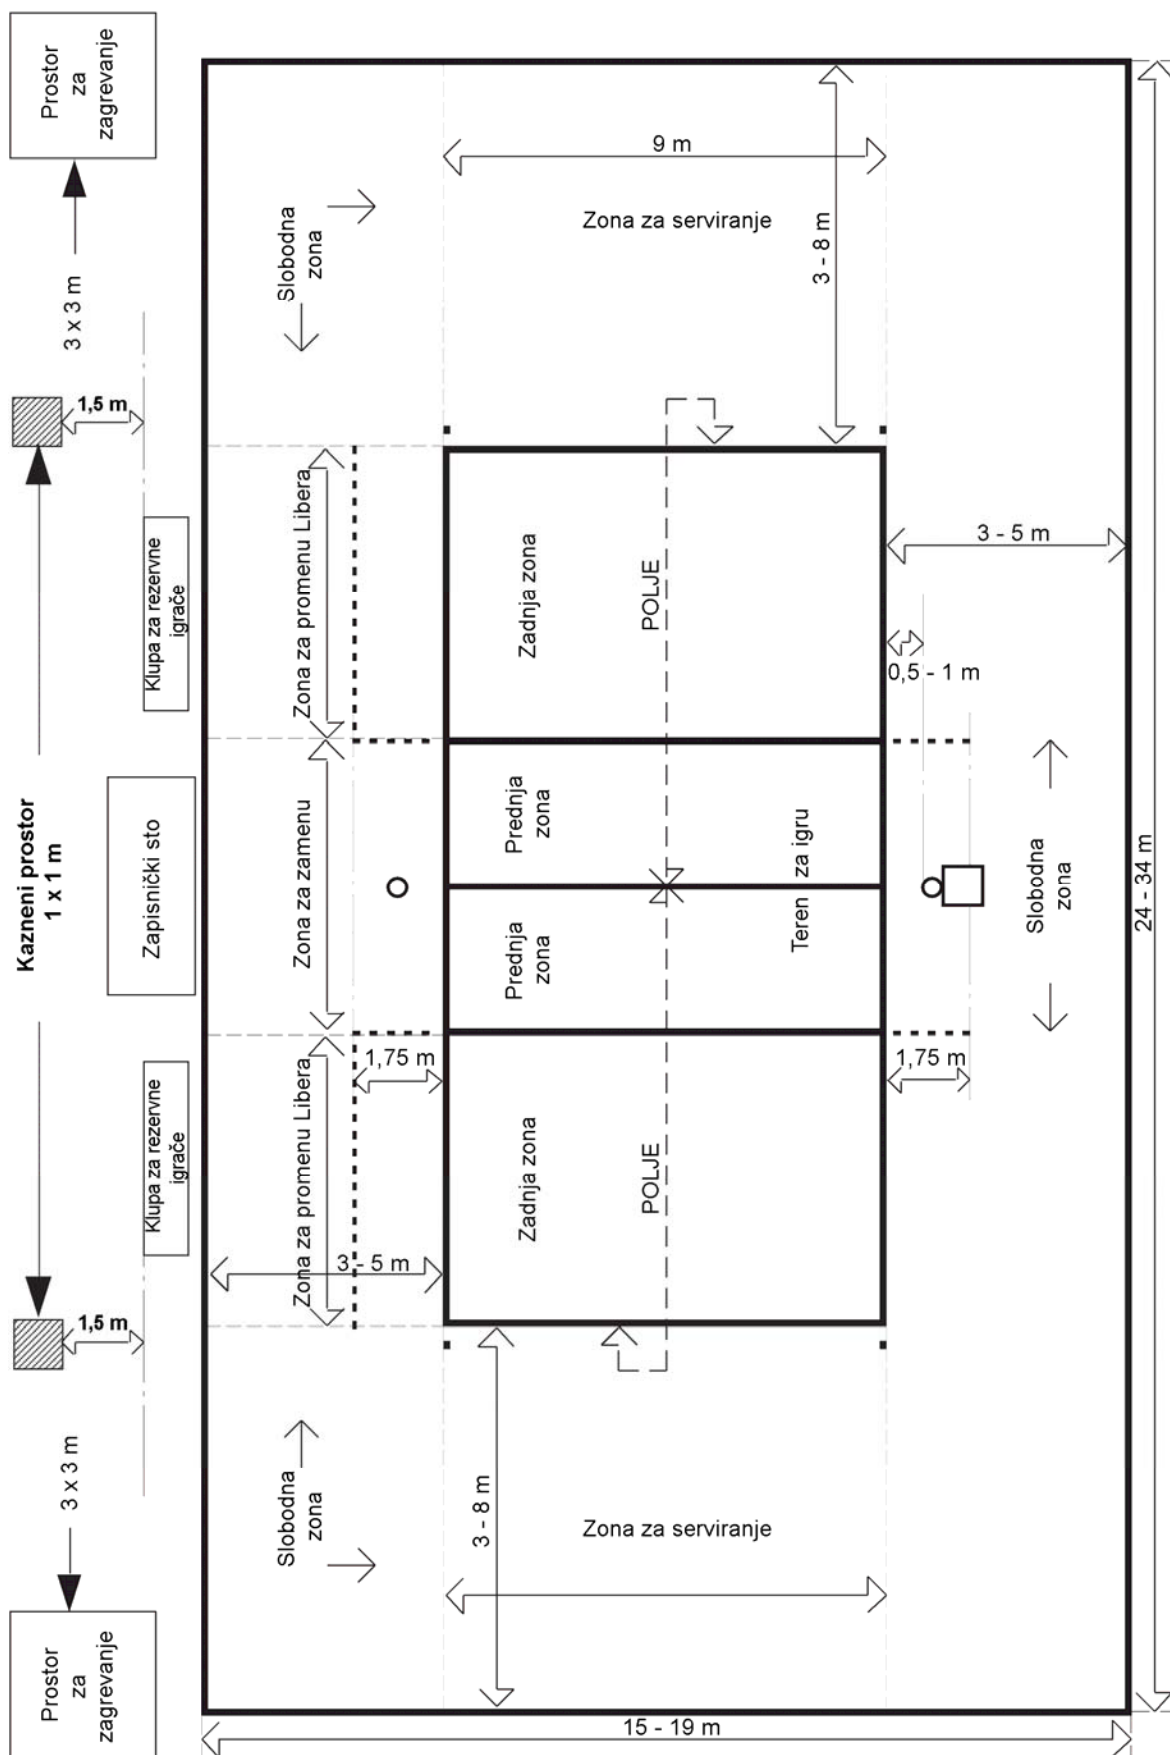 Prostor
za
zagrevanje
9 m
Zona za serviranje
3 - 8 m
Slobodna
zona
3 x 3 m
1,5 m
Zona za promenu Libera
Klupa za rezervne
igrače
Zadnja zona
POLJE
3 - 5 m
0,5 - 1 m
Kazneni prostor
1 x 1 m
Zapisnički sto
Zona za zamenu
Prednja
zona
Prednja
zona
Teren za igru
Slobodna
zona
24 - 34 m
1,75 m
1,75 m
Klupa za rezervne
igrače
Zona za promenu Libera
Zadnja zona
POLJE
3 - 5 m
1,5 m
3 x 3 m
Slobodna
zona
3 - 8 m
Zona za serviranje
Prostor
za
zagrevanje
15 - 19 m